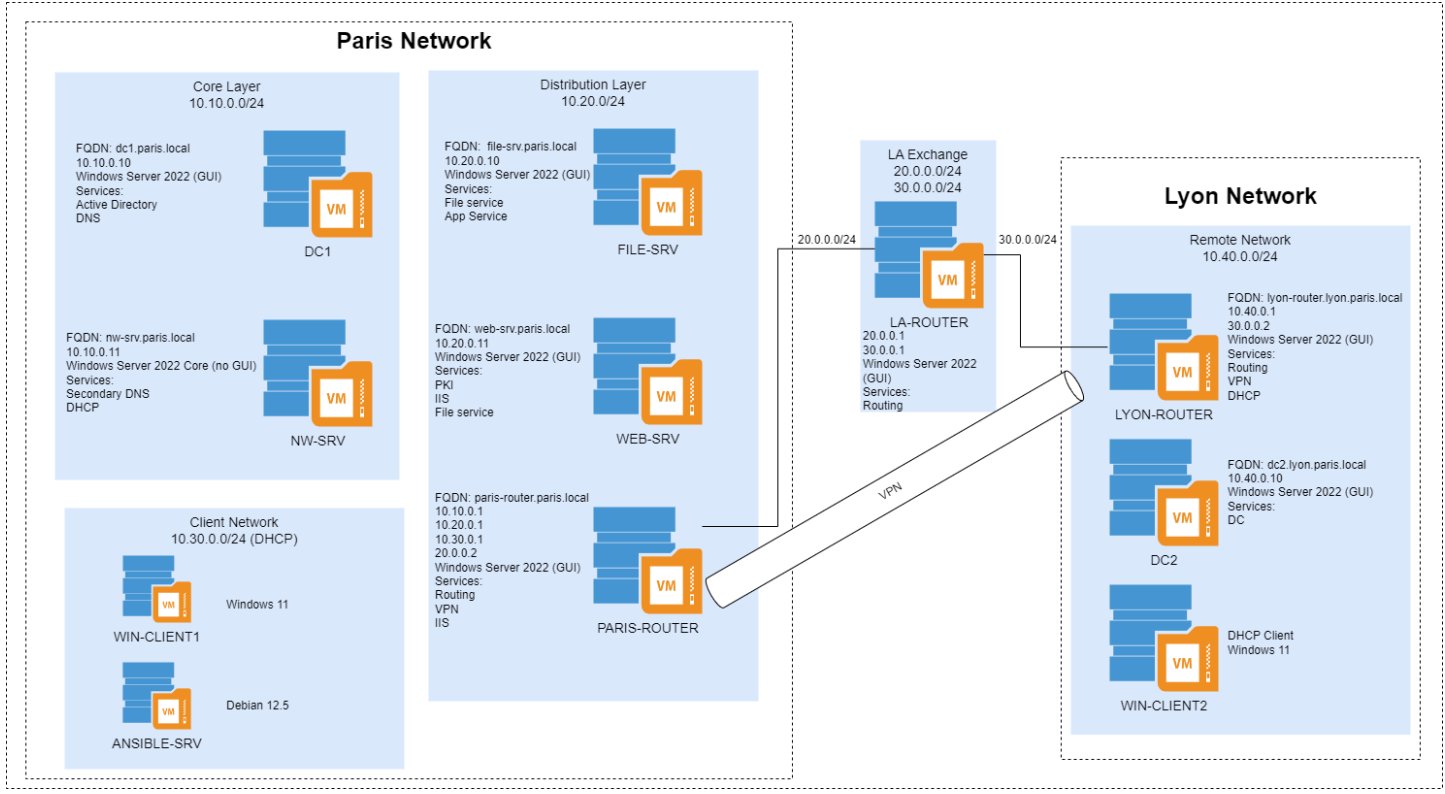 Paris Network
Core Layer
10.10.0.0/24
FQDN: dc1.paris.local
10.10.0.10
Windows Server 2022 (GUI)
Services:
Active Directory
DNS
VM
DC1
FQDN: nw-srv.paris.local
10.10.0.11
Windows Server 2022 Core (no GUI)
Services:
Secondary DNS
DHCP
VM
NW-SRV
Client Network
10.30.0.0/24 (DHCP)
VM
Windows 11
WIN-CLIENT1
VM
Debian 12.5
ANSIBLE-SRV
Distribution Layer
10.20.0/24
FQDN: file-srv.paris.local
10.20.0.10
Windows Server 2022 (GUI)
Services:
File service
App Service
VM
FILE-SRV
FQDN: web-srv.paris.local
10.20.0.11
Windows Server 2022 (GUI)
Services:
PKI
IIS
File service
VM
WEB-SRV
FQDN: paris-router.paris.local
10.10.0.1
10.20.0.1
10.30.0.1
20.0.0.2
Windows Server 2022 (GUI)
Services:
Routing
VPN
IIS
VM
PARIS-ROUTER
20.0.0.0/24
LA Exchange
20.0.0.0/24
30.0.0.0/24
VM
LA-ROUTER
20.0.0.1
30.0.0.1
Windows Server 2022
(GUI)
Services:
Routing
30.0.0.0/24
VPN
Lyon Network
Remote Network
10.40.0.0/24
FQDN: lyon-router.lyon.paris.local
10.40.0.1
30.0.0.2
Windows Server 2022 (GUI)
Services:
Routing
VPN
DHCP
VM
LYON-ROUTER
FQDN: dc2.lyon.paris.local
10.40.0.10
Windows Server 2022 (GUI)
Services:
DC
VM
DC2
DHCP Client
Windows 11
VM
WIN-CLIENT2